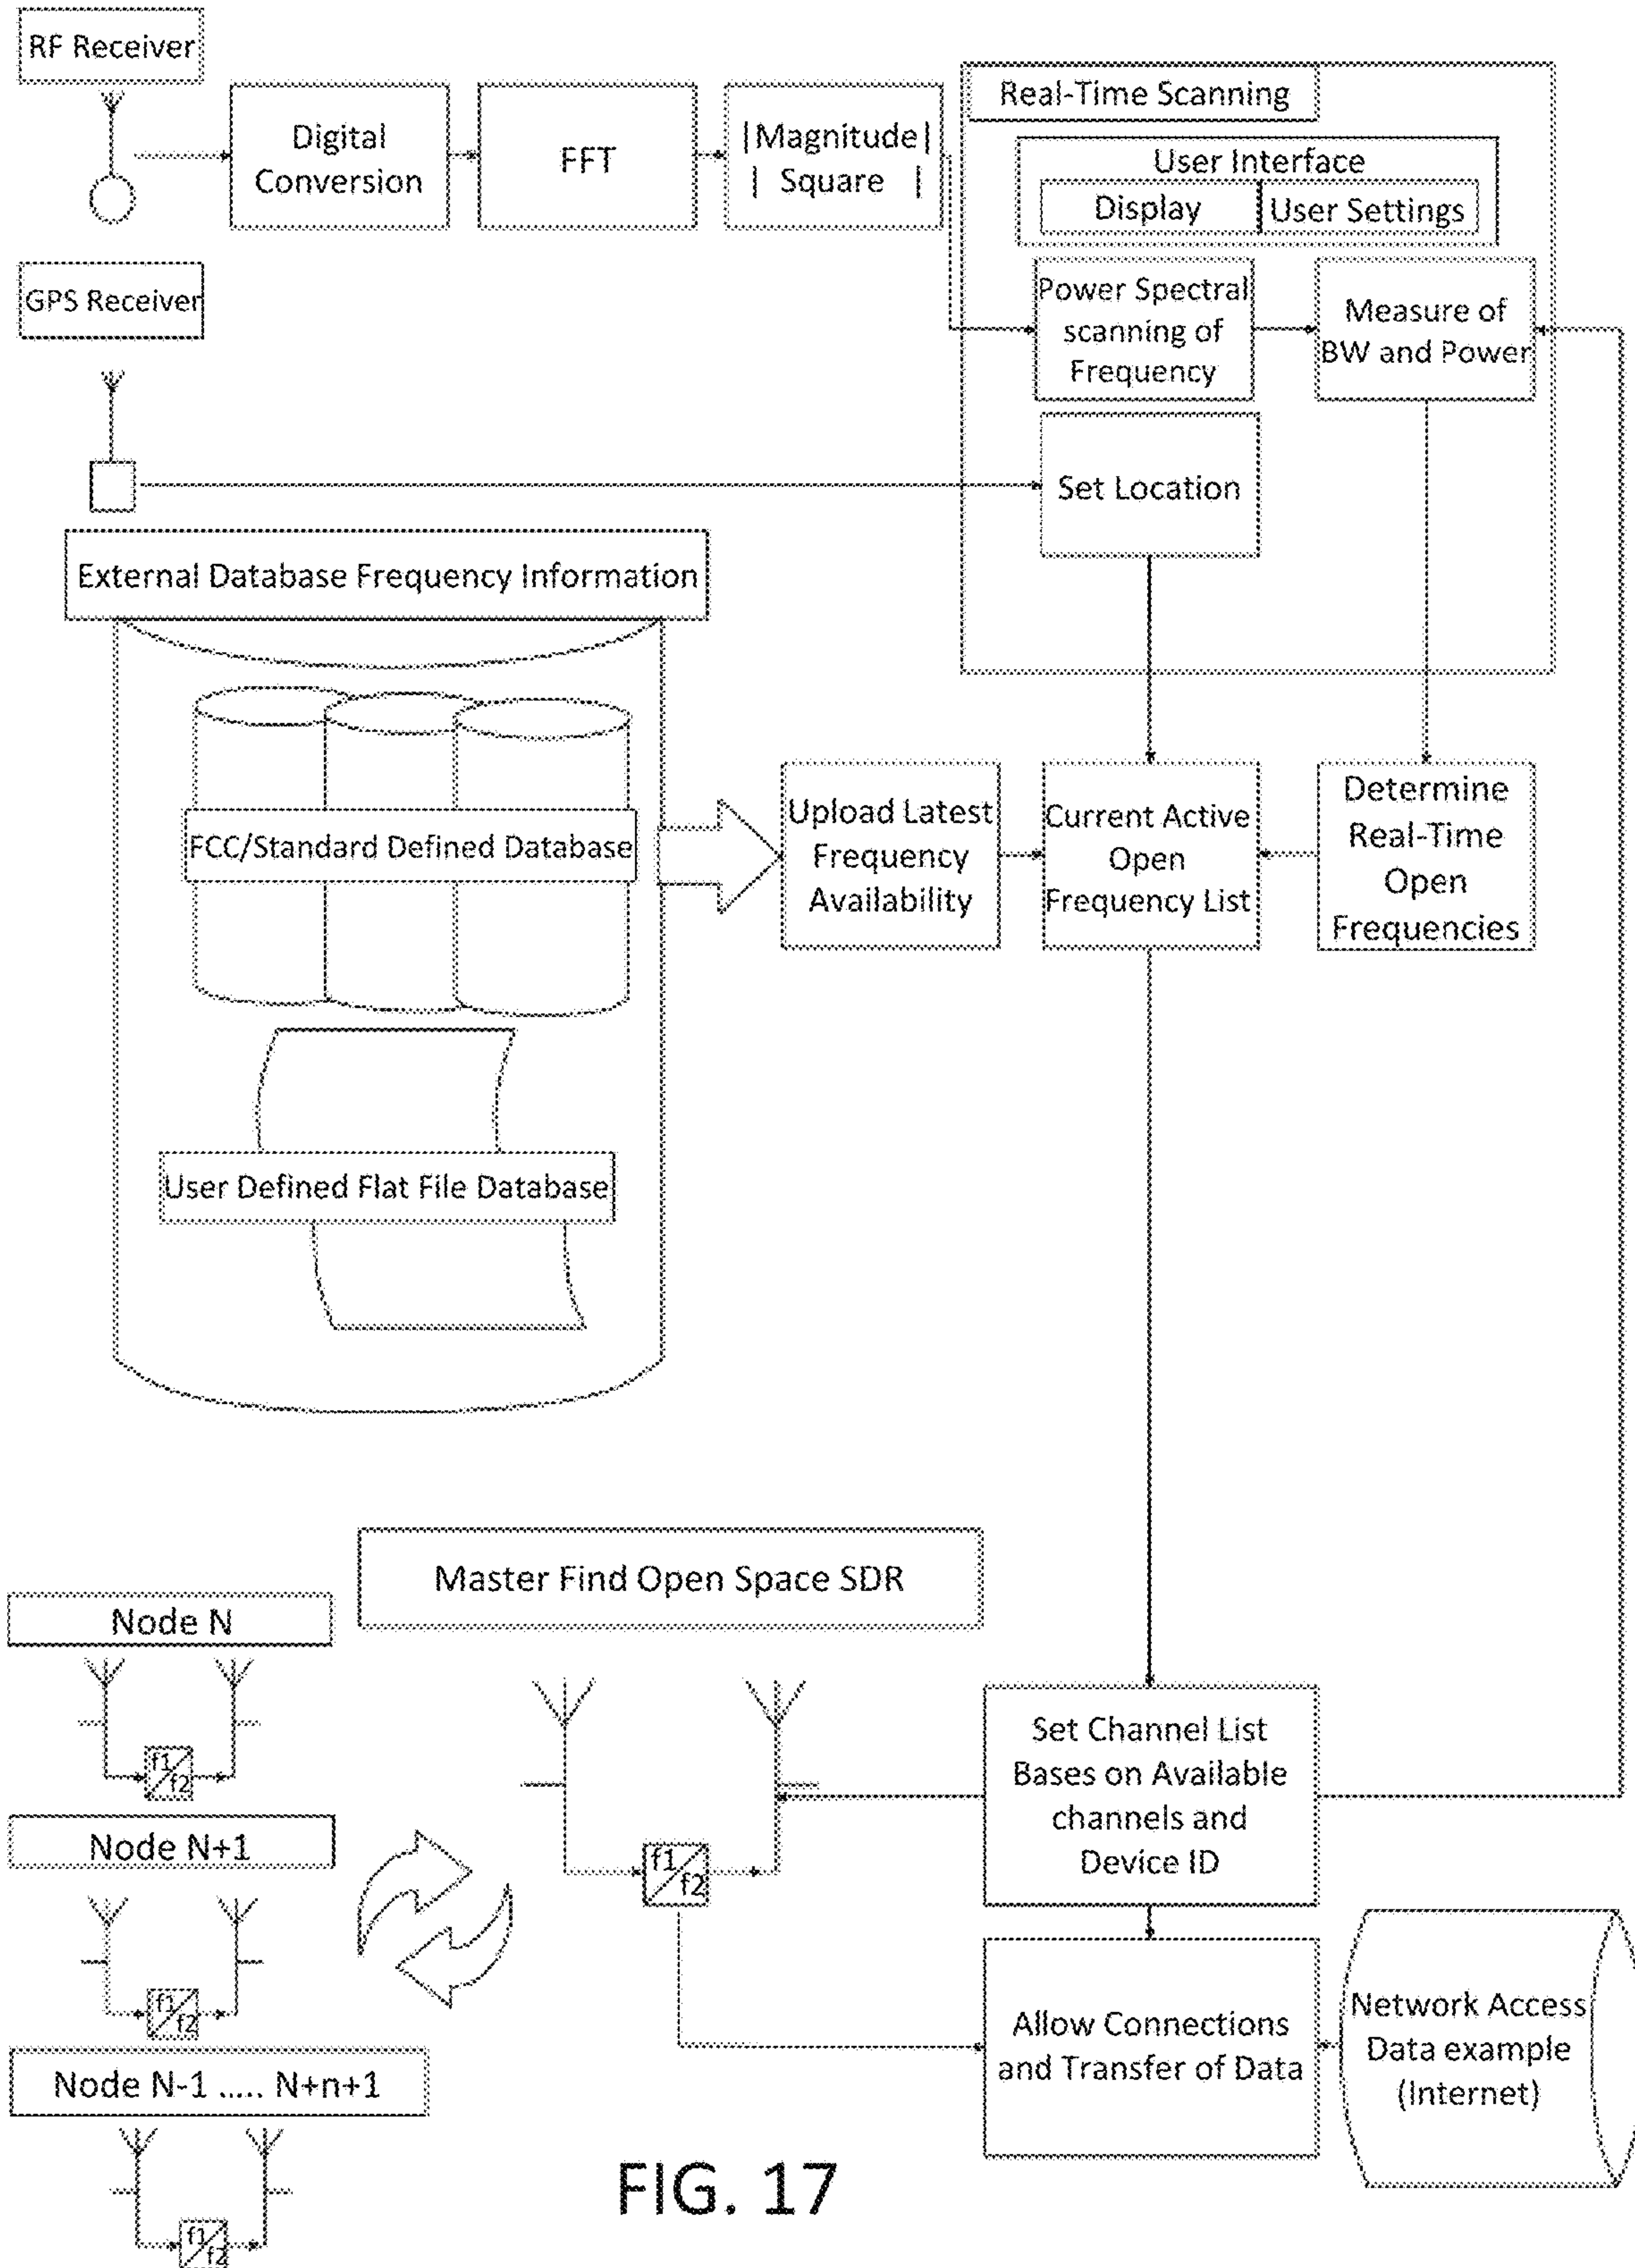 RF Receiver
Digital
Conversion
FFT
|Magnitude|
| Square |
Real-Time Scanning
User Interface
Display
User Settings
GPS Receiver
Power Spectral
scanning of
Frequency
Measure of
BW and Power
Set Location
External Database Frequency Information
FCC/Standard Defined Database
Upload Latest
Frequency
Availability
Current Active
Open
Frequency List
Determine
Real-Time
Open
Frequencies
User Defined Flat File Database
Master Find Open Space SDR
Node N
f1
f2
Node N+1
f1
f2
Node N-1 ..... N+n+1
f1
f2
f1
f2
Set Channel List
Bases on Available
channels and
Device ID
Allow Connections
and Transfer of Data
Network Access
Data example
(Internet)
FIG. 17